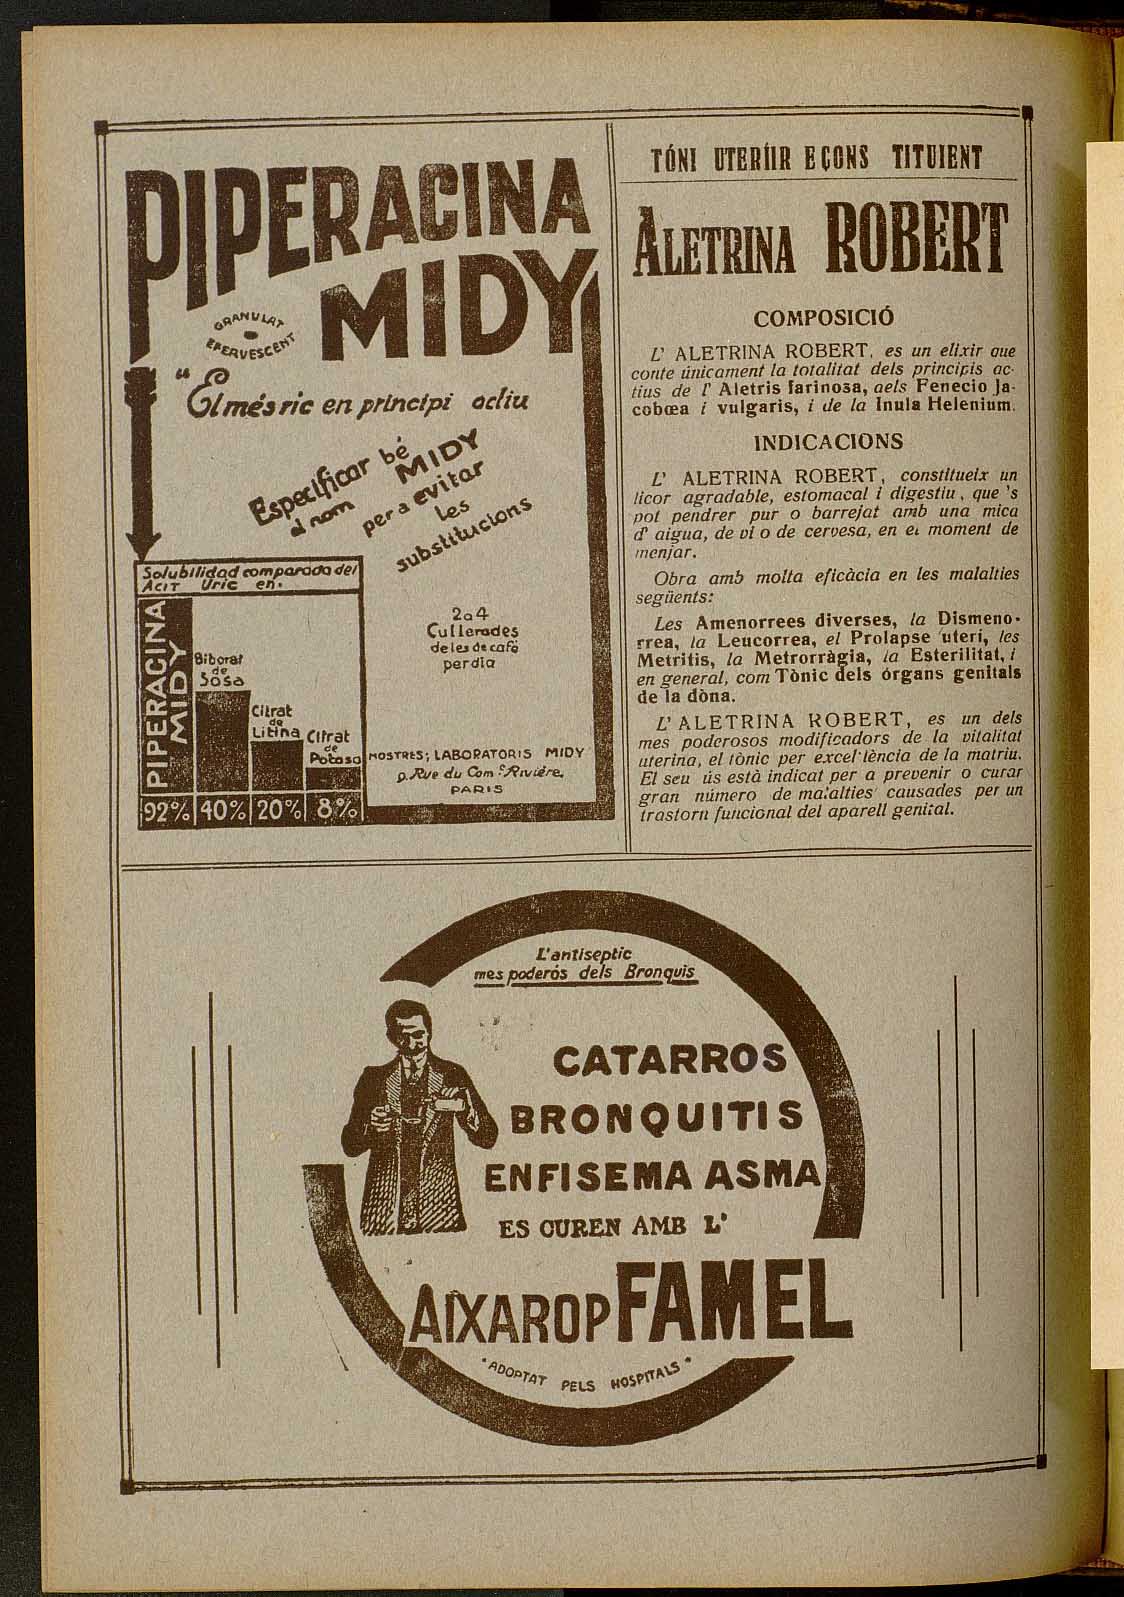 PIPERACINA
MIDY
GRANULAT
EFERVESCENT
"El més ric en principi actiu
Especificar bé
el nom MIDY
per a evitar
les
substitucions
Solubilidad comparada del
ACIT Uric en.
PIPERACINA
MIDY
Biborat
de
Sosa
Citrat
de
Litina
Citrat
de
Potasa
92% 40% 20% 8%
2 a 4
Cullerades
de les de café
per dia
MOSTRES; LABORATORIS MIDY
9. Rue du Com.t Rivière.
PARIS
TÓNI UTERÍIR EÇONS TITUIENT
ALETRINA ROBERT
COMPOSICIÓ
L' ALETRINA ROBERT, es un elixir que
conte únicament la totalitat dels principis ac-
tius de l' Aletris farinosa, dels Fenecio Ja-
cobœa i vulgaris, i de la Inula Helenium.
INDICACIONS
L' ALETRINA ROBERT, constitueix un
licor agradable, estomacal i digestiu, que 's
pot pendrer pur o barrejat amb una mica
d' aigua, de vi o de cervesa, en el moment de
menjar.
Obra amb molta eficàcia en les malalties
següents:
Les Amenorrees diverses, la Dismeno-
rrea, la Leucorrea, el Prolapse uteri, les
Metritis, la Metrorràgia, la Esterilitat, i
en general, com Tònic dels órgans genitals
de la dòna.
L' ALETRINA ROBERT, es un dels
mes poderosos modificadors de la vitalitat
uterina, el tònic per excel'lència de la matriu.
El seu ús està indicat per a prevenir o curar
gran número de malalties causades per un
trastorn funcional del aparell genital.
L'antiseptic
mes poderós dels Bronquis
CATARROS
BRONQUITIS
ENFISEMA ASMA
ES CUREN AMB L'
AIXAROP FAMEL
• ADOPTAT PELS HOSPITALS •